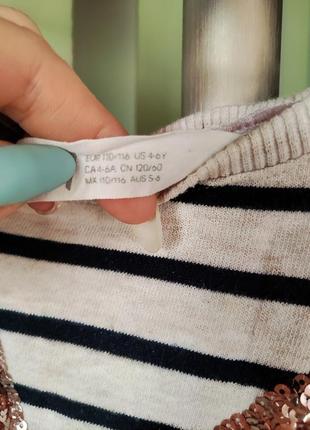 EUR 110/116 US 4-6Y
CA 4-6A CN 120/60
MX 110/116 AUS 5-6